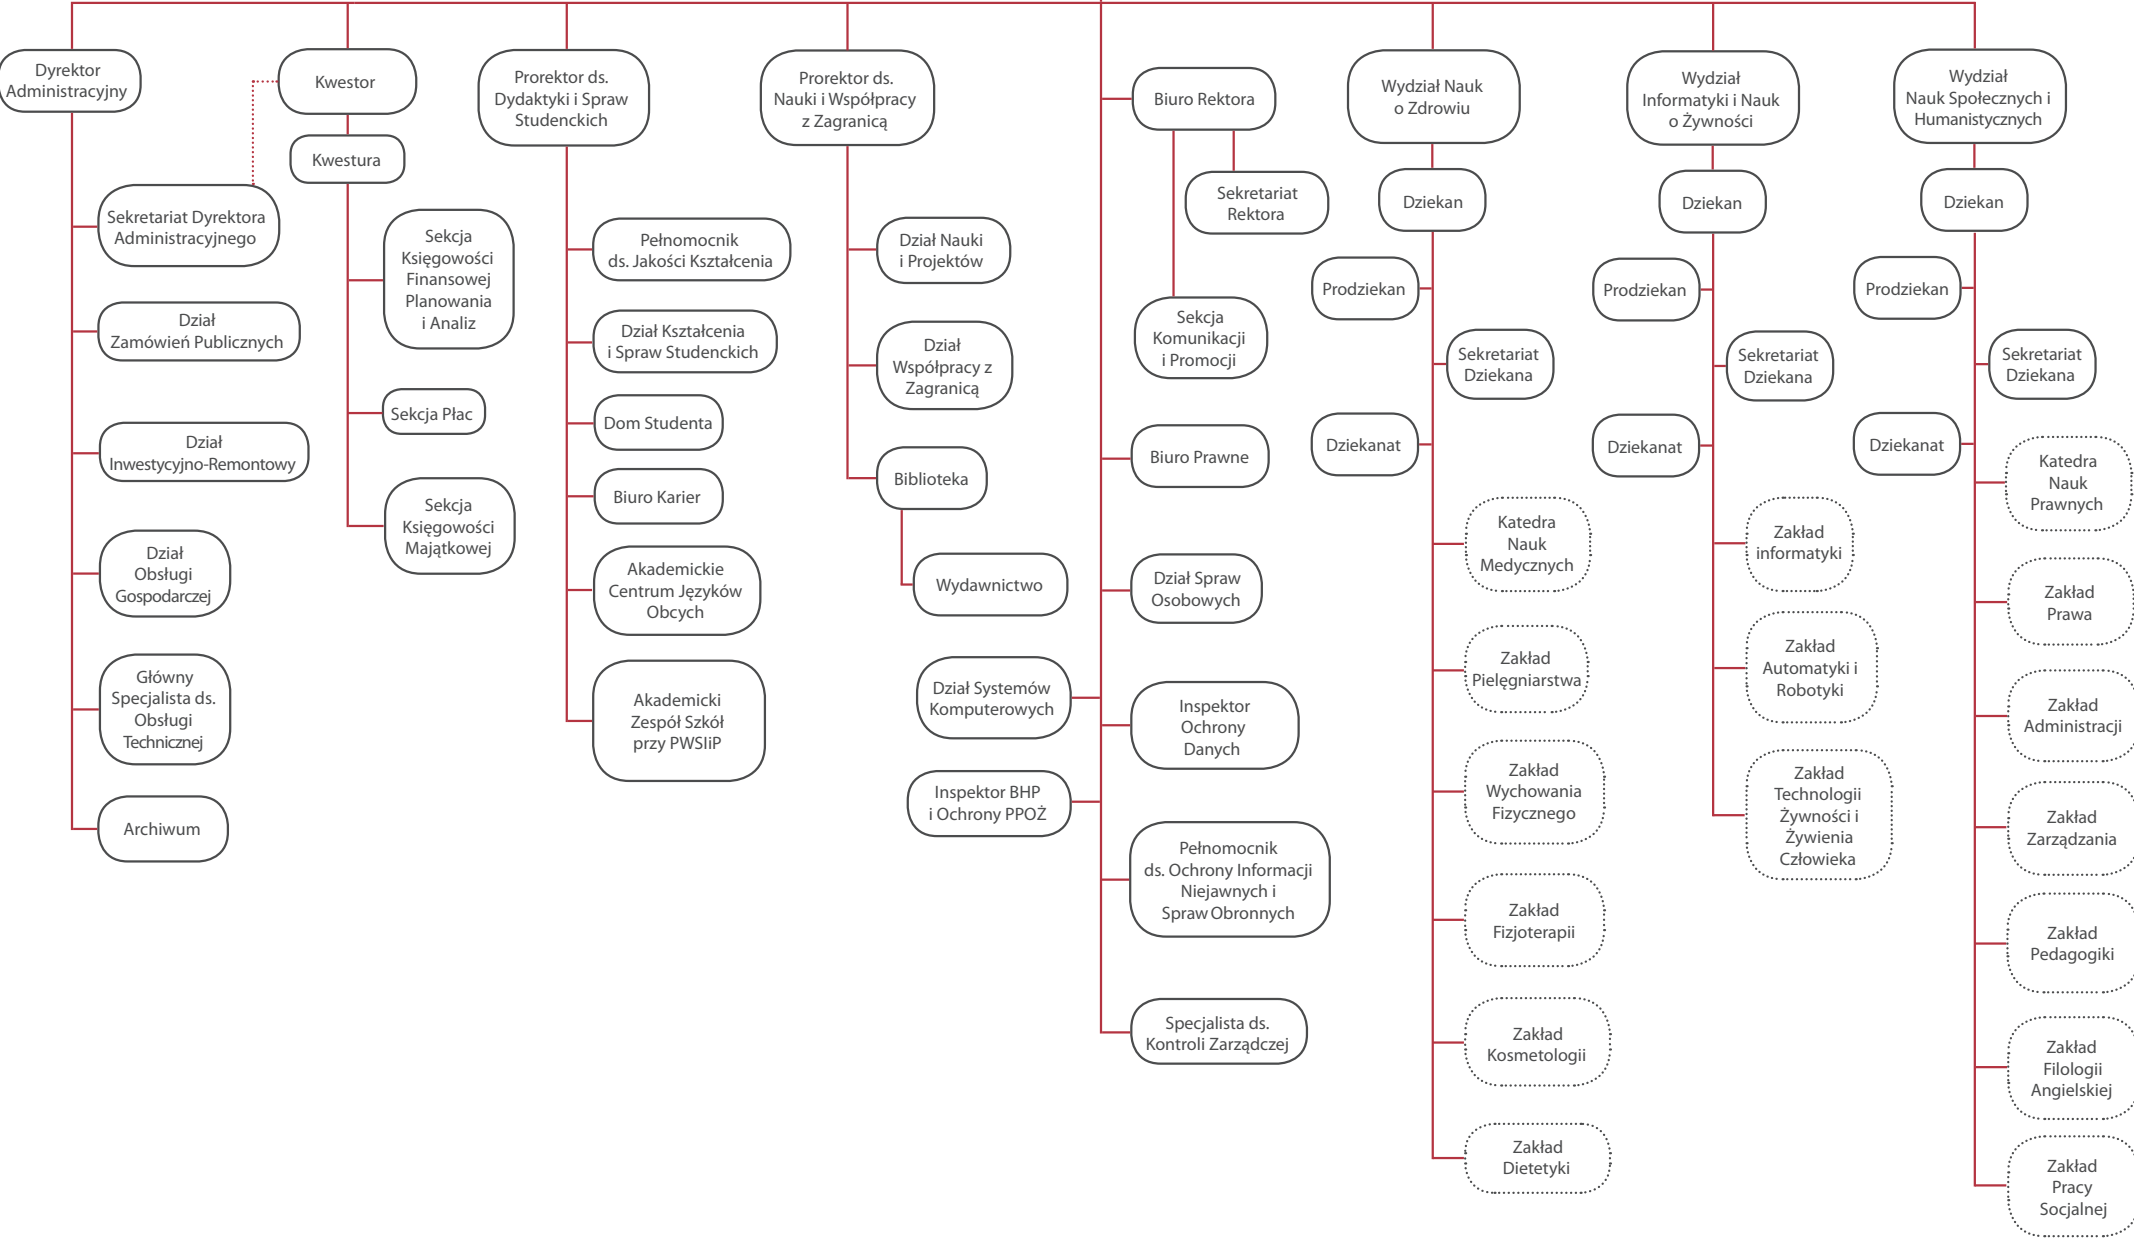 Dyrektor
Administracyjny
Sekretariat Dyrektora
Administracyjnego
Dział
Zamówień Publicznych
Dział
Inwestycyjno-Remontowy
Dział
Obsługi
Gospodarczej
Główny
Specjalista ds.
Obsługi
Technicznej
Archiwum
Kwestor
Kwestura
Sekcja
Księgowości
Finansowej
Planowania
i Analiz
Sekcja Płac
Sekcja
Księgowości
Majątkowej
Prorektor ds.
Dydaktyki i Spraw
Studenckich
Pełnomocnik
ds. Jakości Kształcenia
Dział Kształcenia
i Spraw Studenckich
Dom Studenta
Biuro Karier
Akademickie
Centrum Języków
Obcych
Akademicki
Zespół Szkół
przy PWSIiP
Prorektor ds.
Nauki i Współpracy
z Zagranicą
Dział Nauki
i Projektów
Dział
Współpracy z
Zagranicą
Biblioteka
Wydawnictwo
Dział Systemów
Komputerowych
Inspektor BHP
i Ochrony PPOŻ
Biuro Rektora
Sekretariat
Rektora
Sekcja
Komunikacji
i Promocji
Biuro Prawne
Dział Spraw
Osobowych
Inspektor
Ochrony
Danych
Pełnomocnik
ds. Ochrony Informacji
Niejawnych i
Spraw Obronnych
Specjalista ds.
Kontroli Zarządczej
Wydział Nauk
o Zdrowiu
Dziekan
Prodziekan
Sekretariat
Dziekana
Dziekanat
Katedra
Nauk
Medycznych
Zakład
Pielęgniarstwa
Zakład
Wychowania
Fizycznego
Zakład
Fizjoterapii
Zakład
Kosmetologii
Zakład
Dietetyki
Wydział
Informatyki i Nauk
o Żywności
Dziekan
Prodziekan
Sekretariat
Dziekana
Dziekanat
Zakład
informatyki
Zakład
Automatyki i
Robotyki
Zakład
Technologii
Żywności i
Żywienia
Człowieka
Wydział
Nauk Społecznych i
Humanistycznych
Dziekan
Prodziekan
Sekretariat
Dziekana
Dziekanat
Katedra
Nauk
Prawnych
Zakład
Prawa
Zakład
Administracji
Zakład
Zarządzania
Zakład
Pedagogiki
Zakład
Filologii
Angielskiej
Zakład
Pracy
Socjalnej